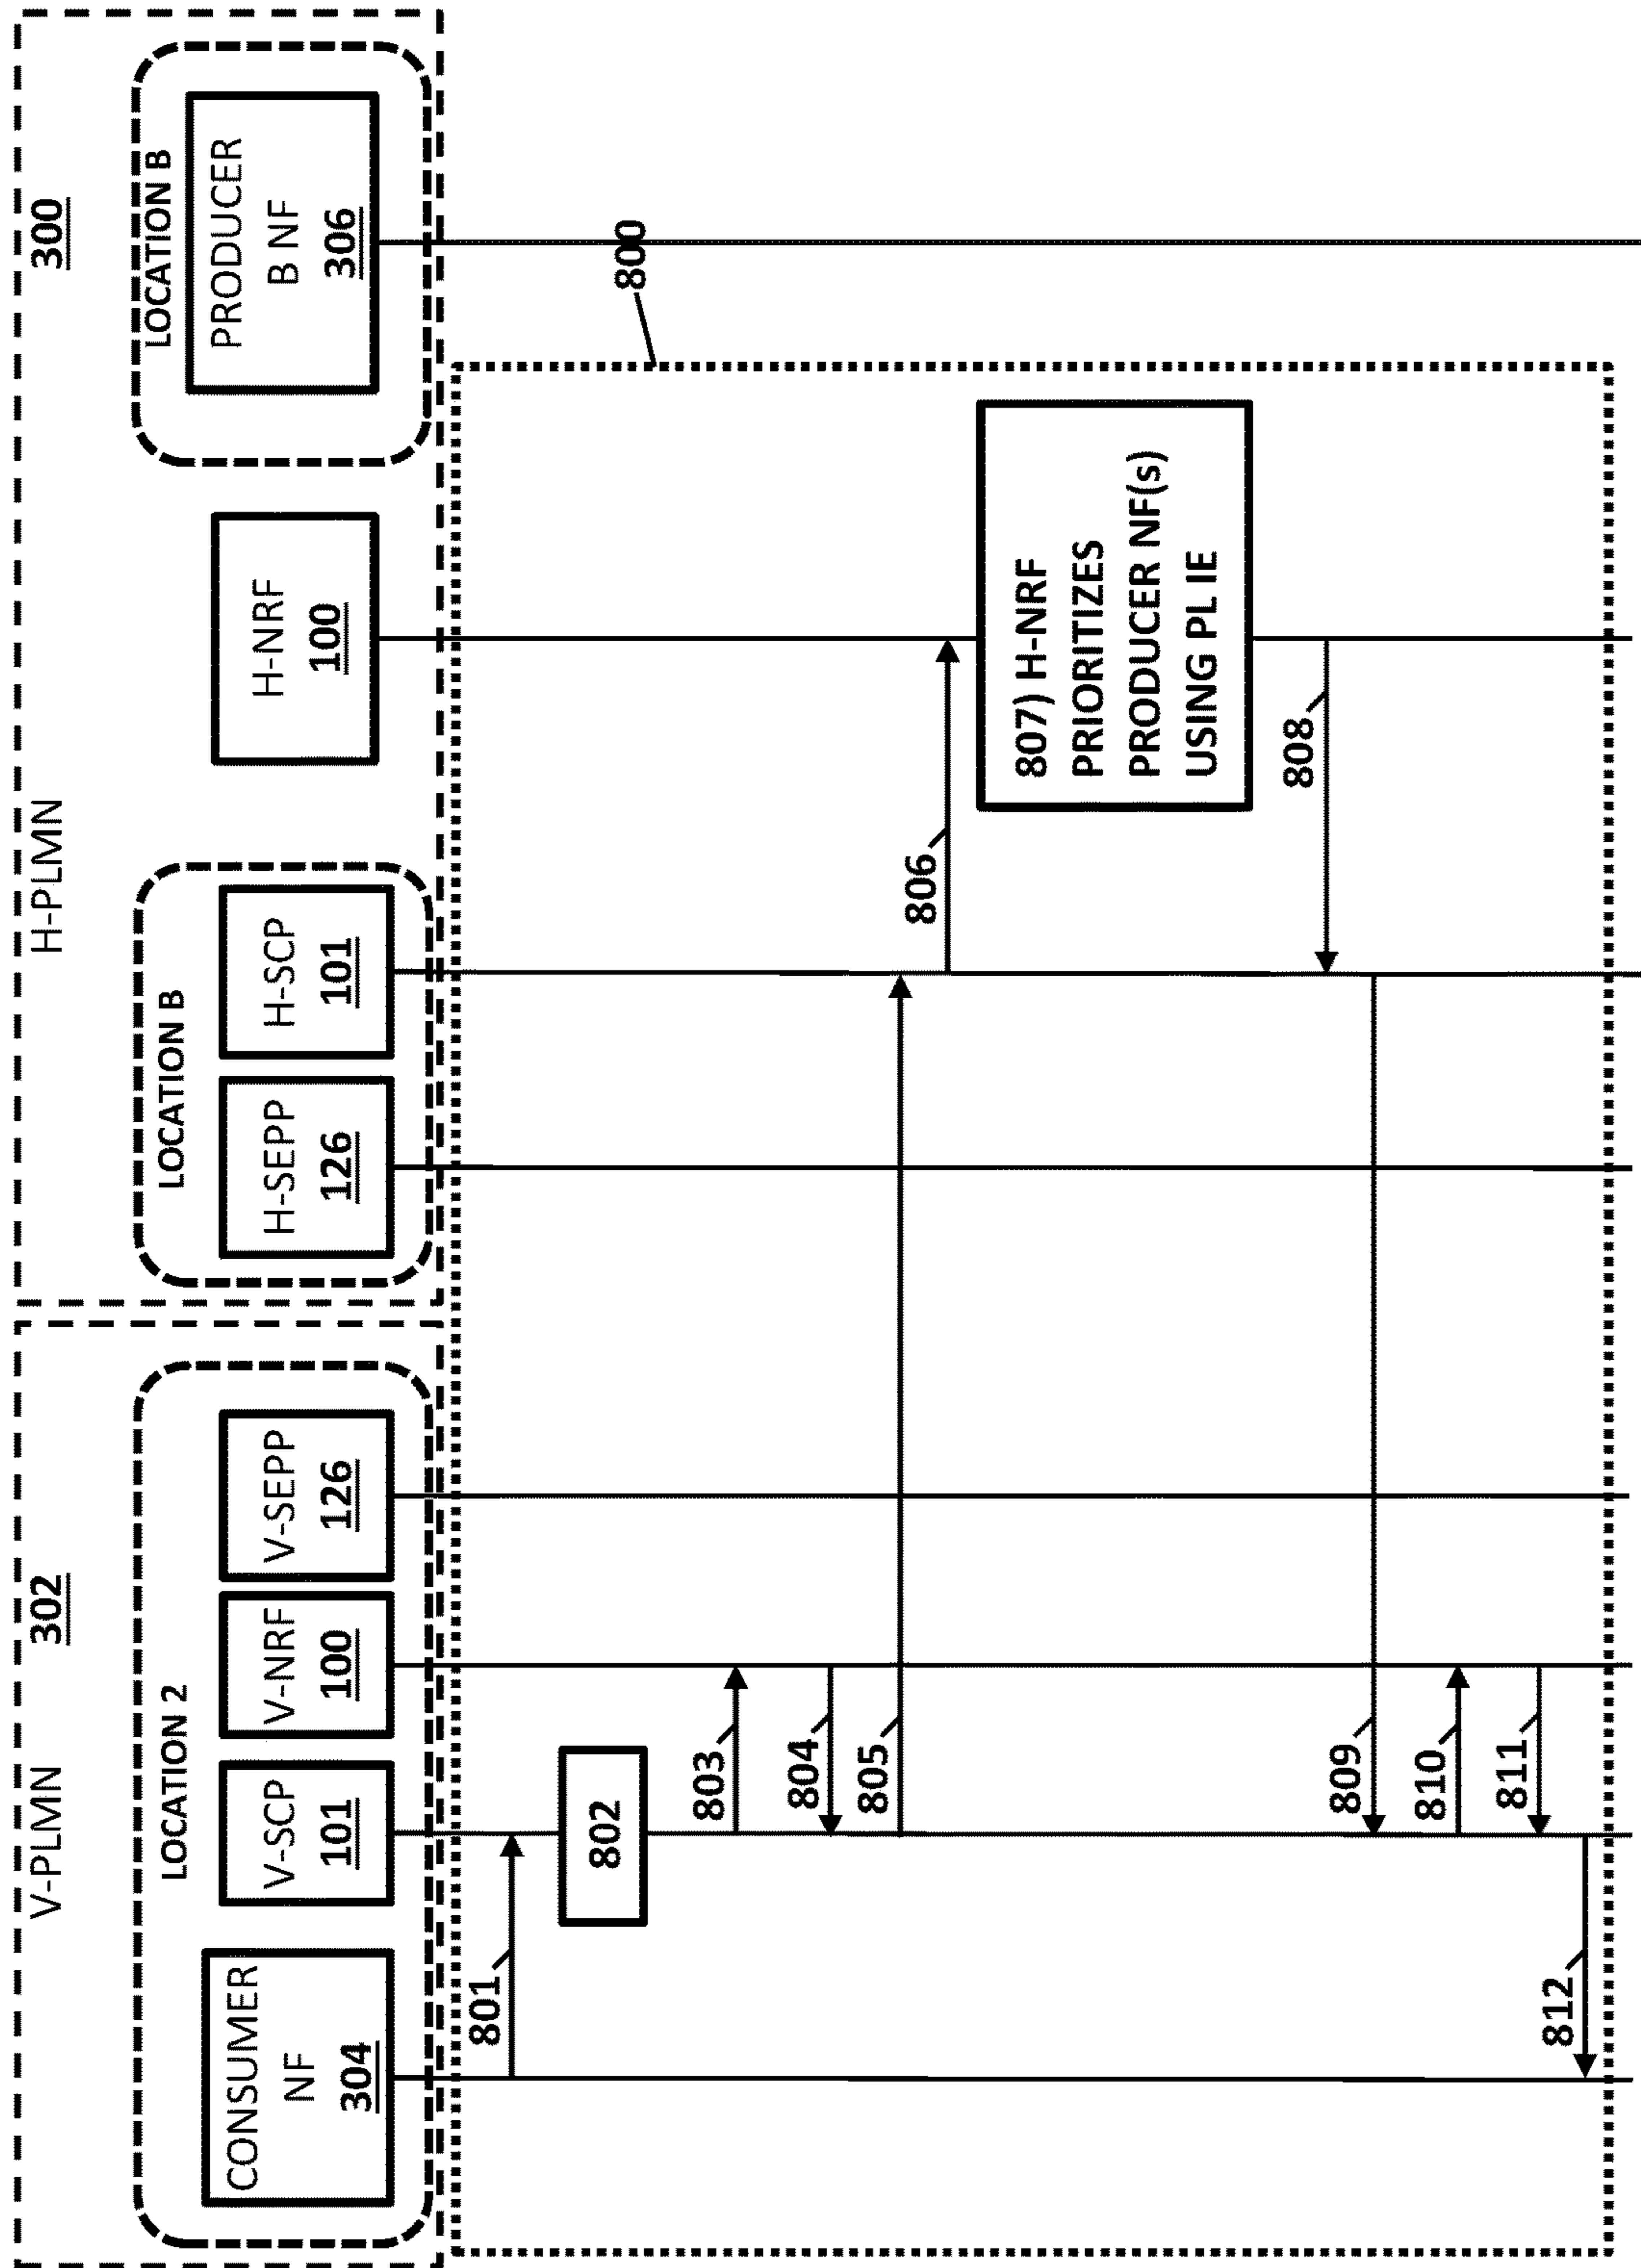 V-PLMN
302
H-PLMN
300
LOCATION 2
CONSUMER
NF
304
V-SCP
101
V-NRF
100
V-SEPP
126
LOCATION B
H-SEPP
126
H-SCP
101
H-NRF
100
LOCATION B
PRODUCER
B NF
306
800
801
802
803
804
805
806
807) H-NRF
PRIORITIZES
PRODUCER NF(s)
USING PL IE
808
809
810
811
812